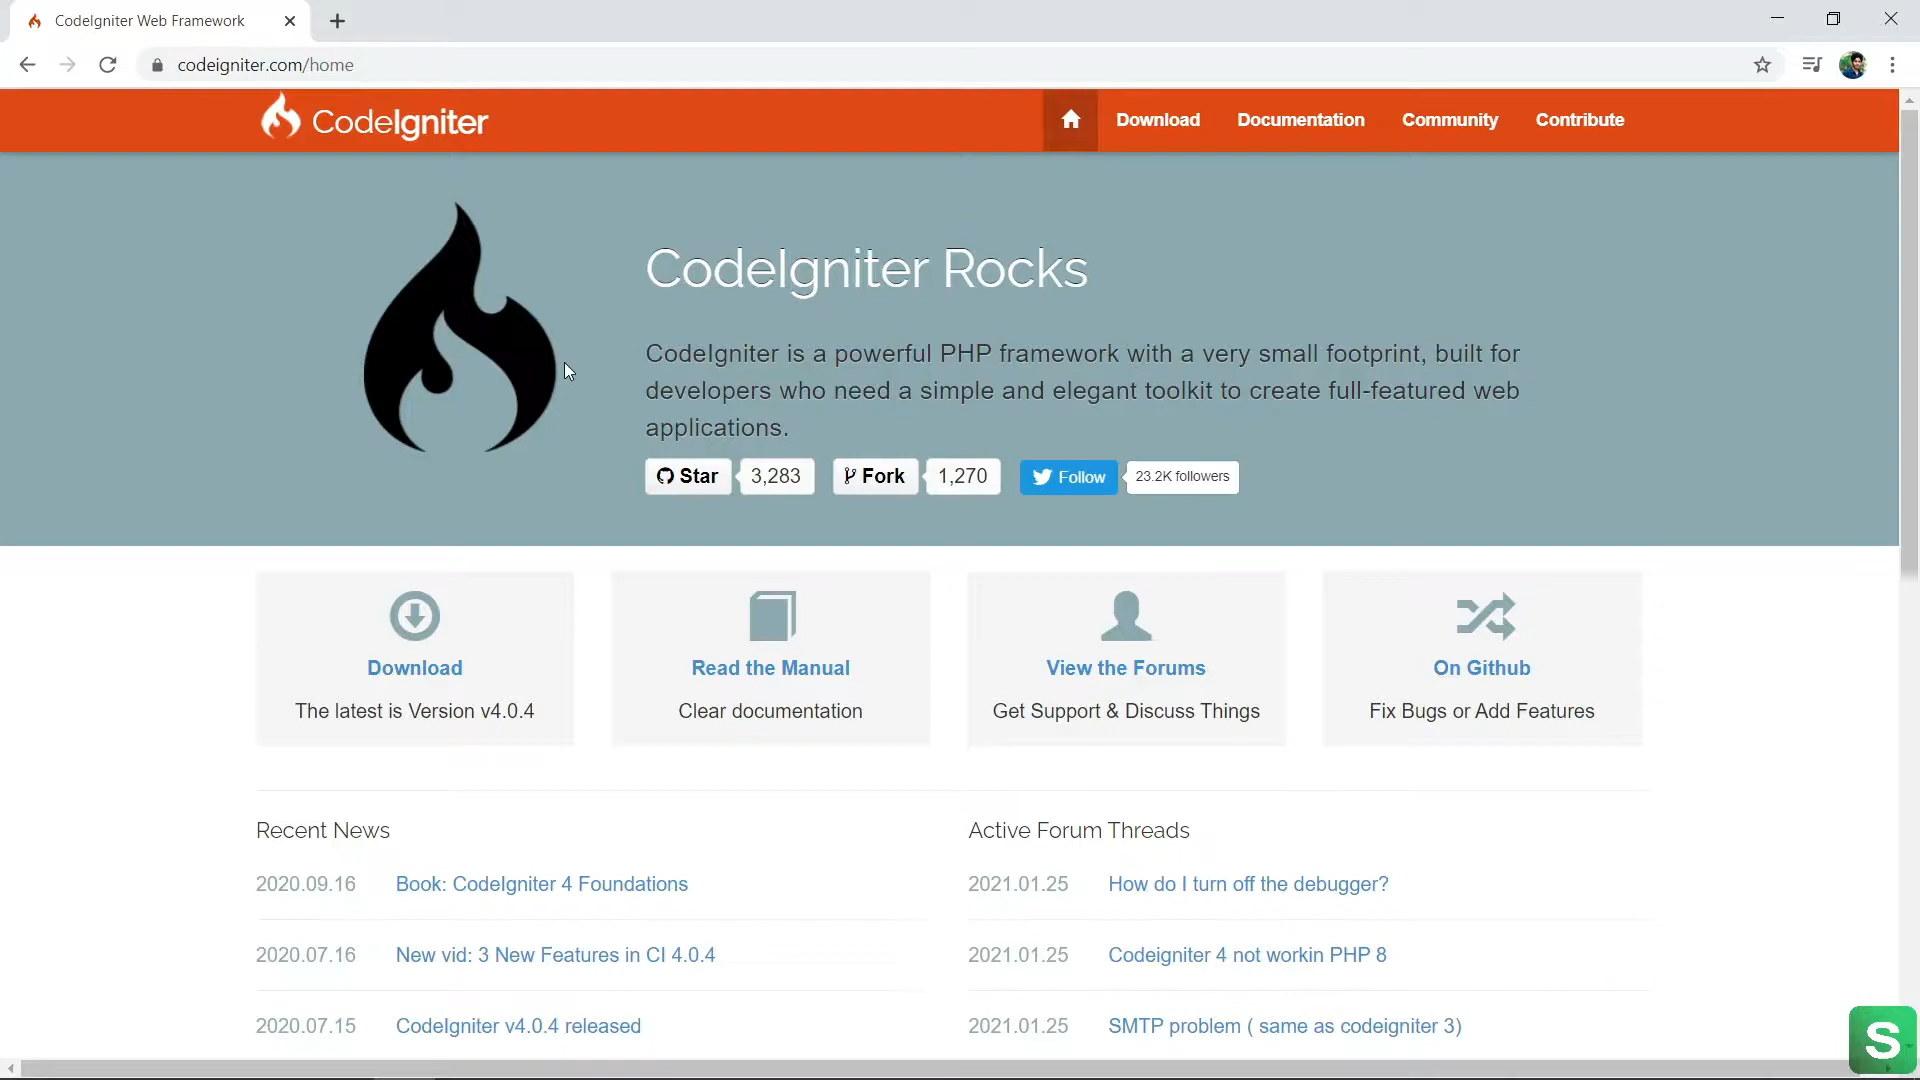 CodeIgniter Web Framework
codeigniter.com/home
CodeIgniter
Download
Documentation
Community
Contribute
CodeIgniter Rocks
CodeIgniter is a powerful PHP framework with a very small footprint, built for
developers who need a simple and elegant toolkit to create full-featured web
applications.
Star 3,283 Fork 1,270 Follow 23.2K followers
Download
The latest is Version v4.0.4
Read the Manual
Clear documentation
View the Forums
Get Support & Discuss Things
On Github
Fix Bugs or Add Features
Recent News
2020.09.16 Book: CodeIgniter 4 Foundations
2020.07.16 New vid: 3 New Features in CI 4.0.4
2020.07.15 CodeIgniter v4.0.4 released
Active Forum Threads
2021.01.25 How do I turn off the debugger?
2021.01.25 Codeigniter 4 not workin PHP 8
2021.01.25 SMTP problem ( same as codeigniter 3)
S